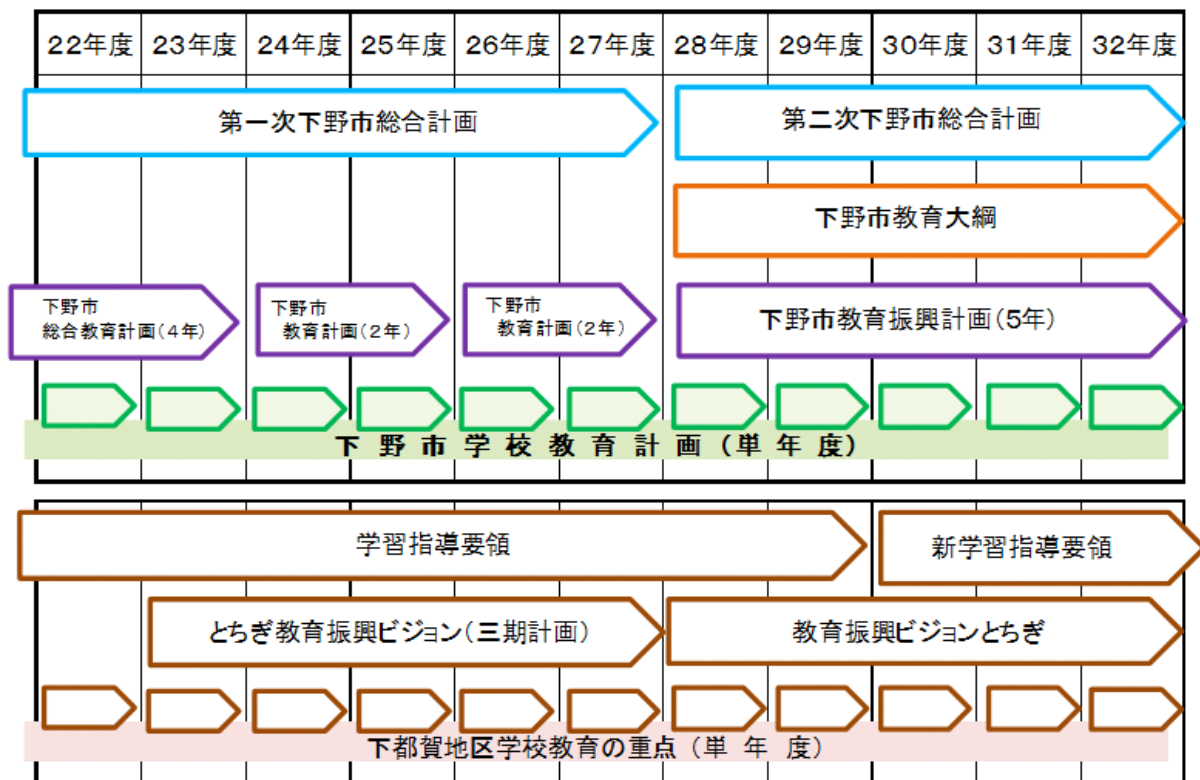 22年度 23年度 24年度 25年度 26年度 27年度 28年度 29年度 30年度 31年度 32年度
第一次下野市総合計画
第二次下野市総合計画
下野市教育大綱
下野市
総合教育計画(4年)
下野市
教育計画(2年)
下野市
教育計画(2年)
下野市教育振興計画(5年)
下野市学校教育計画(単年度)
学習指導要領
新学習指導要領
とちぎ教育振興ビジョン(三期計画)
教育振興ビジョンとちぎ
下都賀地区学校教育の重点(単年度)